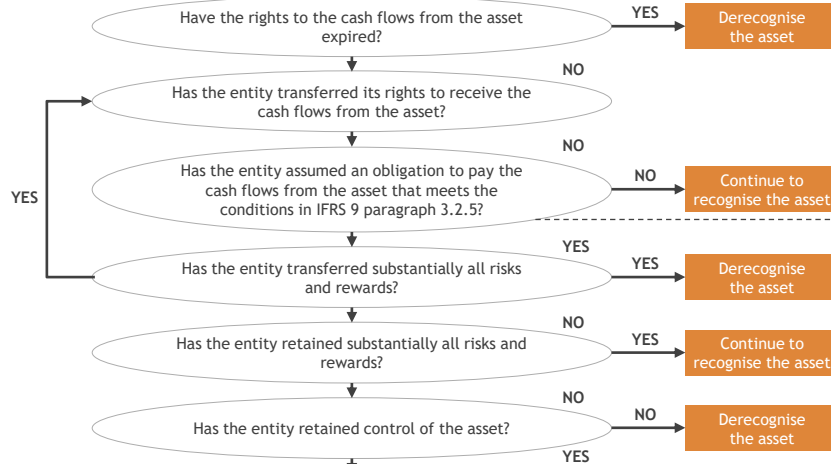 Have the rights to the cash flows from the asset
expired?
YES
Derecognise
the asset
NO
Has the entity transferred its rights to receive the
cash flows from the asset?
NO
Has the entity assumed an obligation to pay the
cash flows from the asset that meets the
conditions in IFRS 9 paragraph 3.2.5?
NO
Continue to
recognise the asset
YES
YES
Has the entity transferred substantially all risks
and rewards?
YES
Derecognise
the asset
NO
Has the entity retained substantially all risks and
rewards?
YES
Continue to
recognise the asset
NO
Has the entity retained control of the asset?
NO
Derecognise
the asset
YES